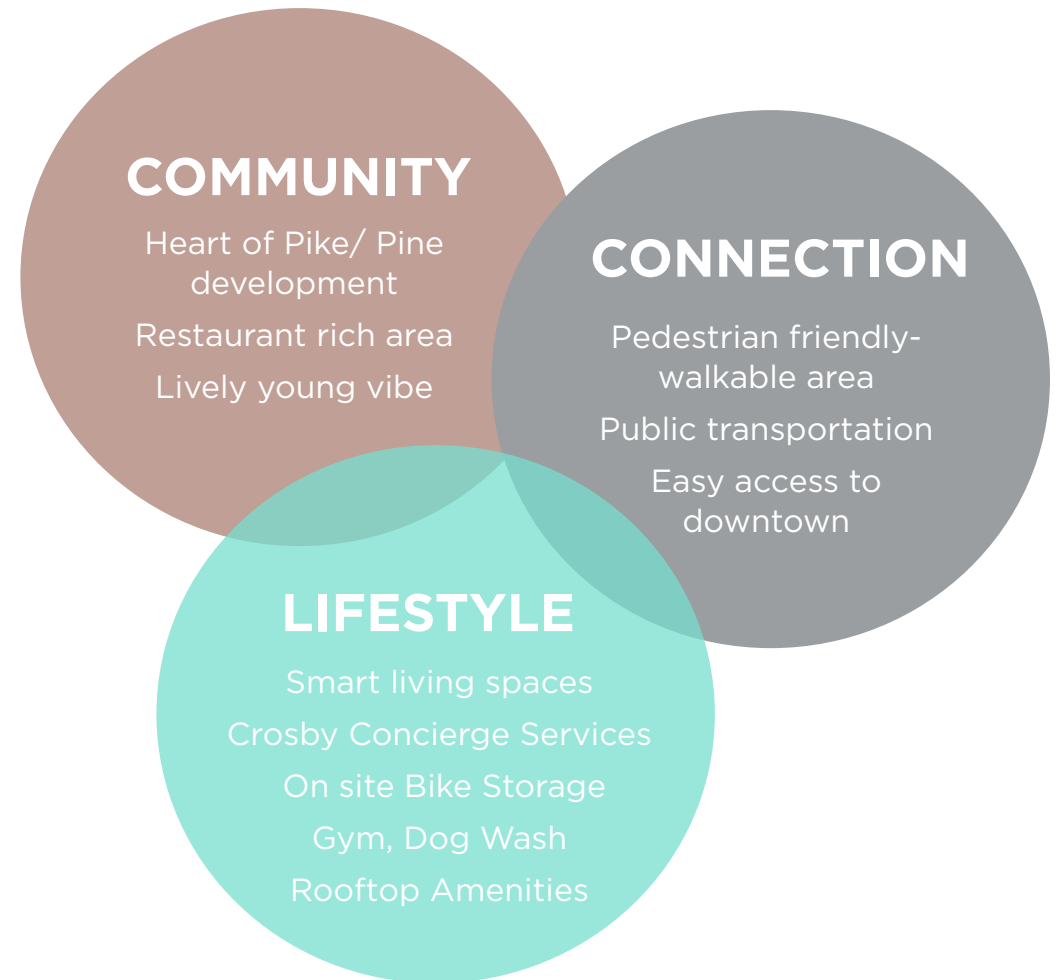 COMMUNITY
Heart of Pike/ Pine
development
Restaurant rich area
Lively young vibe
CONNECTION
Pedestrian friendly-
walkable area
Public transportation
Easy access to
downtown
LIFESTYLE
Smart living spaces
Crosby Concierge Services
On site Bike Storage
Gym, Dog Wash
Rooftop Amenities